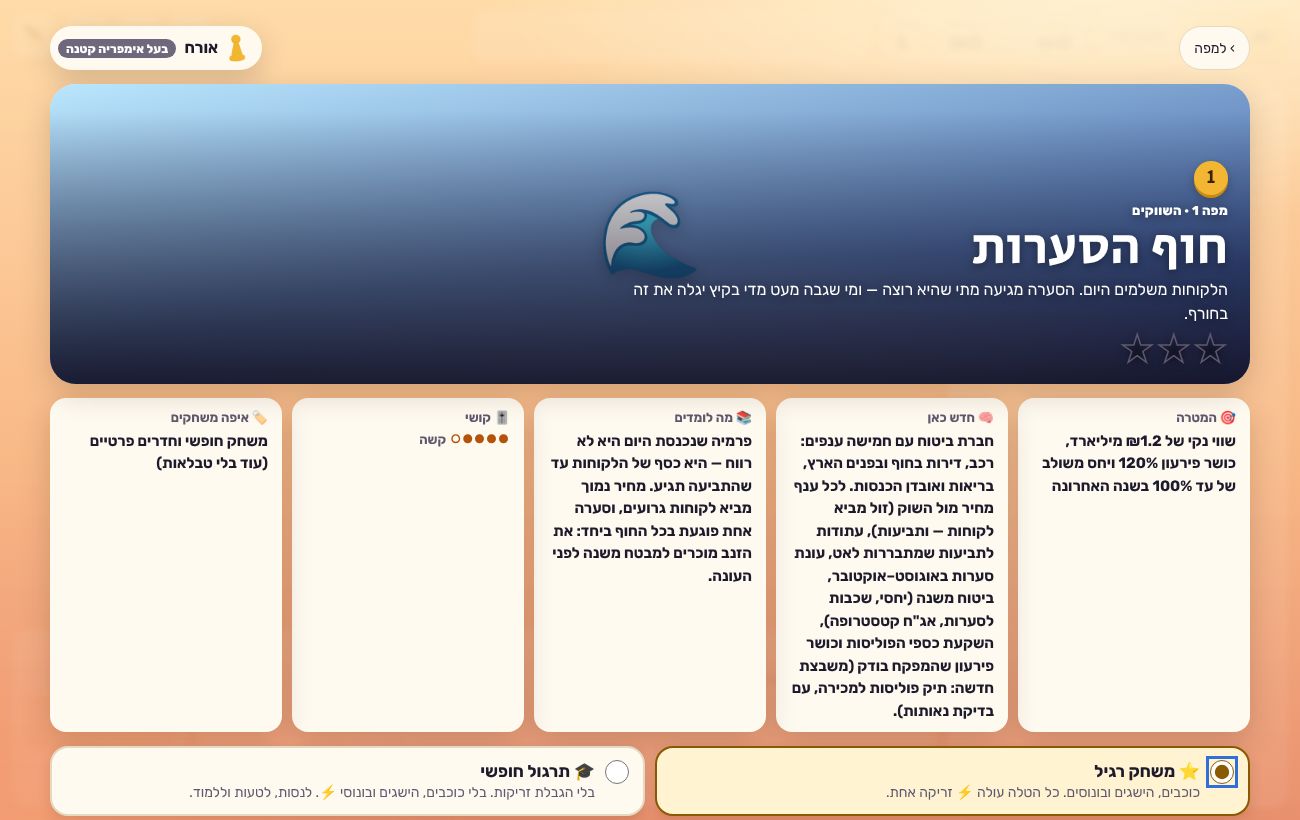 › למפה
אורח
בעל אימפריה קטנה
1
מפה 1 • השווקים
חוף הסערות
הלקוחות משלמים היום. הסערה מגיעה מתי שהיא רוצה – ומי שגבה מעט מדי בקיץ יגלה את זה
בחורף.
🎯 המטרה
שווי נקי של ₪1.2 מיליארד,
כושר פירעון 120% ויחס משולב
של עד 100% בשנה האחרונה
🧠 חדש כאן
חברת ביטוח עם חמישה ענפים:
רכב, דירות בחוף ובפנים הארץ,
בריאות ואובדן הכנסות. לכל ענף
מחיר מול השוק (זול מביא
לקוחות – ותביעות), עתודות
לתביעות שמתבררות לאט, עונת
סערות באוגוסט–אוקטובר,
ביטוח משנה (יחסי, שכבות
לסערות, אג"ח קטסטרופה),
השקעת כספי הפוליסות וכושר
פירעון שהמפקח בודק (משבצת
חדשה: תיק פוליסות למכירה, עם
בדיקת נאותות).
📚 מה לומדים
פרמיה שנכנסת היום היא לא
רווח – היא כסף של הלקוחות עד
שהתביעה תגיע. מחיר נמוך
מביא לקוחות גרועים, וסערה
אחת פוגעת בכל החוף ביחד: את
הזנב מוכרים למבטח משנה לפני
העונה.
🎚️ קושי
קשה
🏷️ איפה משחקים
משחק חופשי וחדרים פרטיים
(עוד בלי טבלאות)
⭐ משחק רגיל
כוכבים, הישגים ובונוסים. כל הטלה עולה ⚡ זריקה אחת.
🎓 תרגול חופשי
בלי הגבלת זריקות. בלי כוכבים, הישגים ובונוסי ⚡. לנסות, לטעות וללמוד.